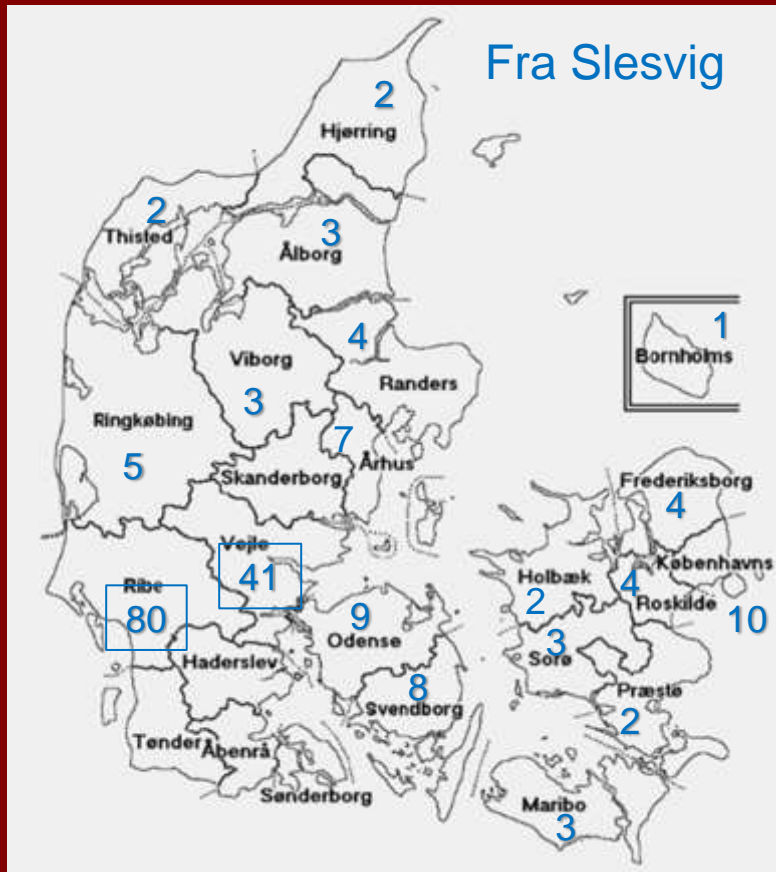 Fra Slesvig
2
Hjørring
2
Thisted
3
Ålborg
4
Viborg
3
Randers
1
Bornholms
Ringkøbing
5
7
Århus
Skanderborg
Frederiksborg
4
Vejle
41
Københavns
Holbæk
2
4
Roskilde
10
Ribe
80
9
Odense
3
Sorø
Haderslev
8
Svendborg
Præstø
2
Tønder
Åbenrå
Sønderborg
Maribo
3